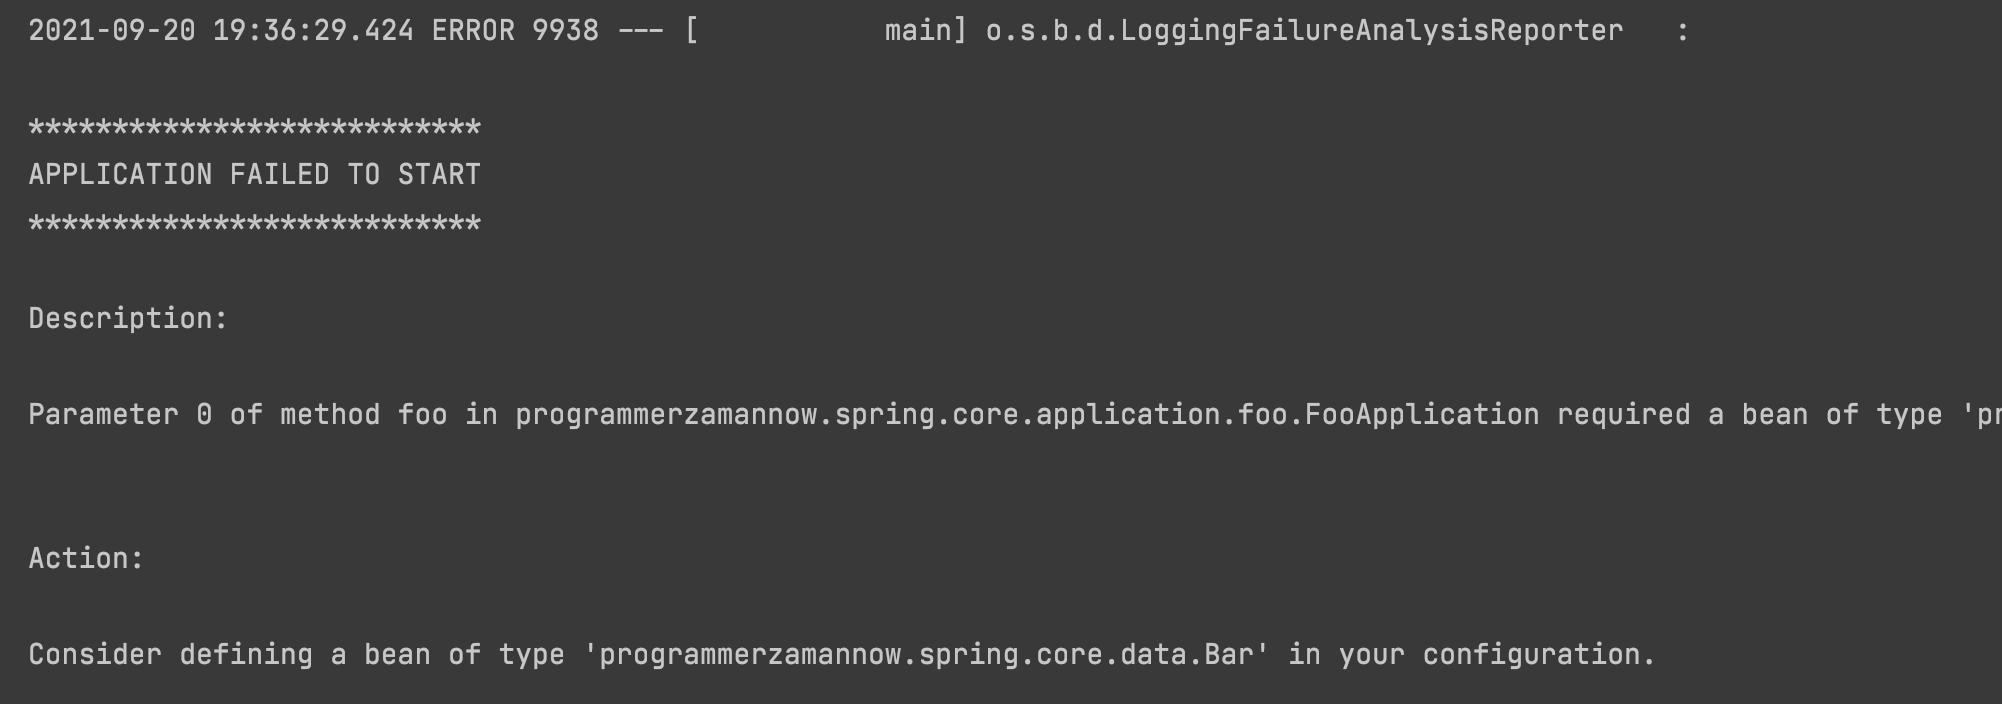 2021-09-20 19:36:29.424 ERROR 9938 --- [           main] o.s.b.d.LoggingFailureAnalysisReporter   :
***************************
APPLICATION FAILED TO START
***************************
Description:
Parameter 0 of method foo in programmerzamannow.spring.core.application.foo.FooApplication required a bean of type
Action:
Consider defining a bean of type 'programmerzamannow.spring.core.data.Bar' in your configuration.